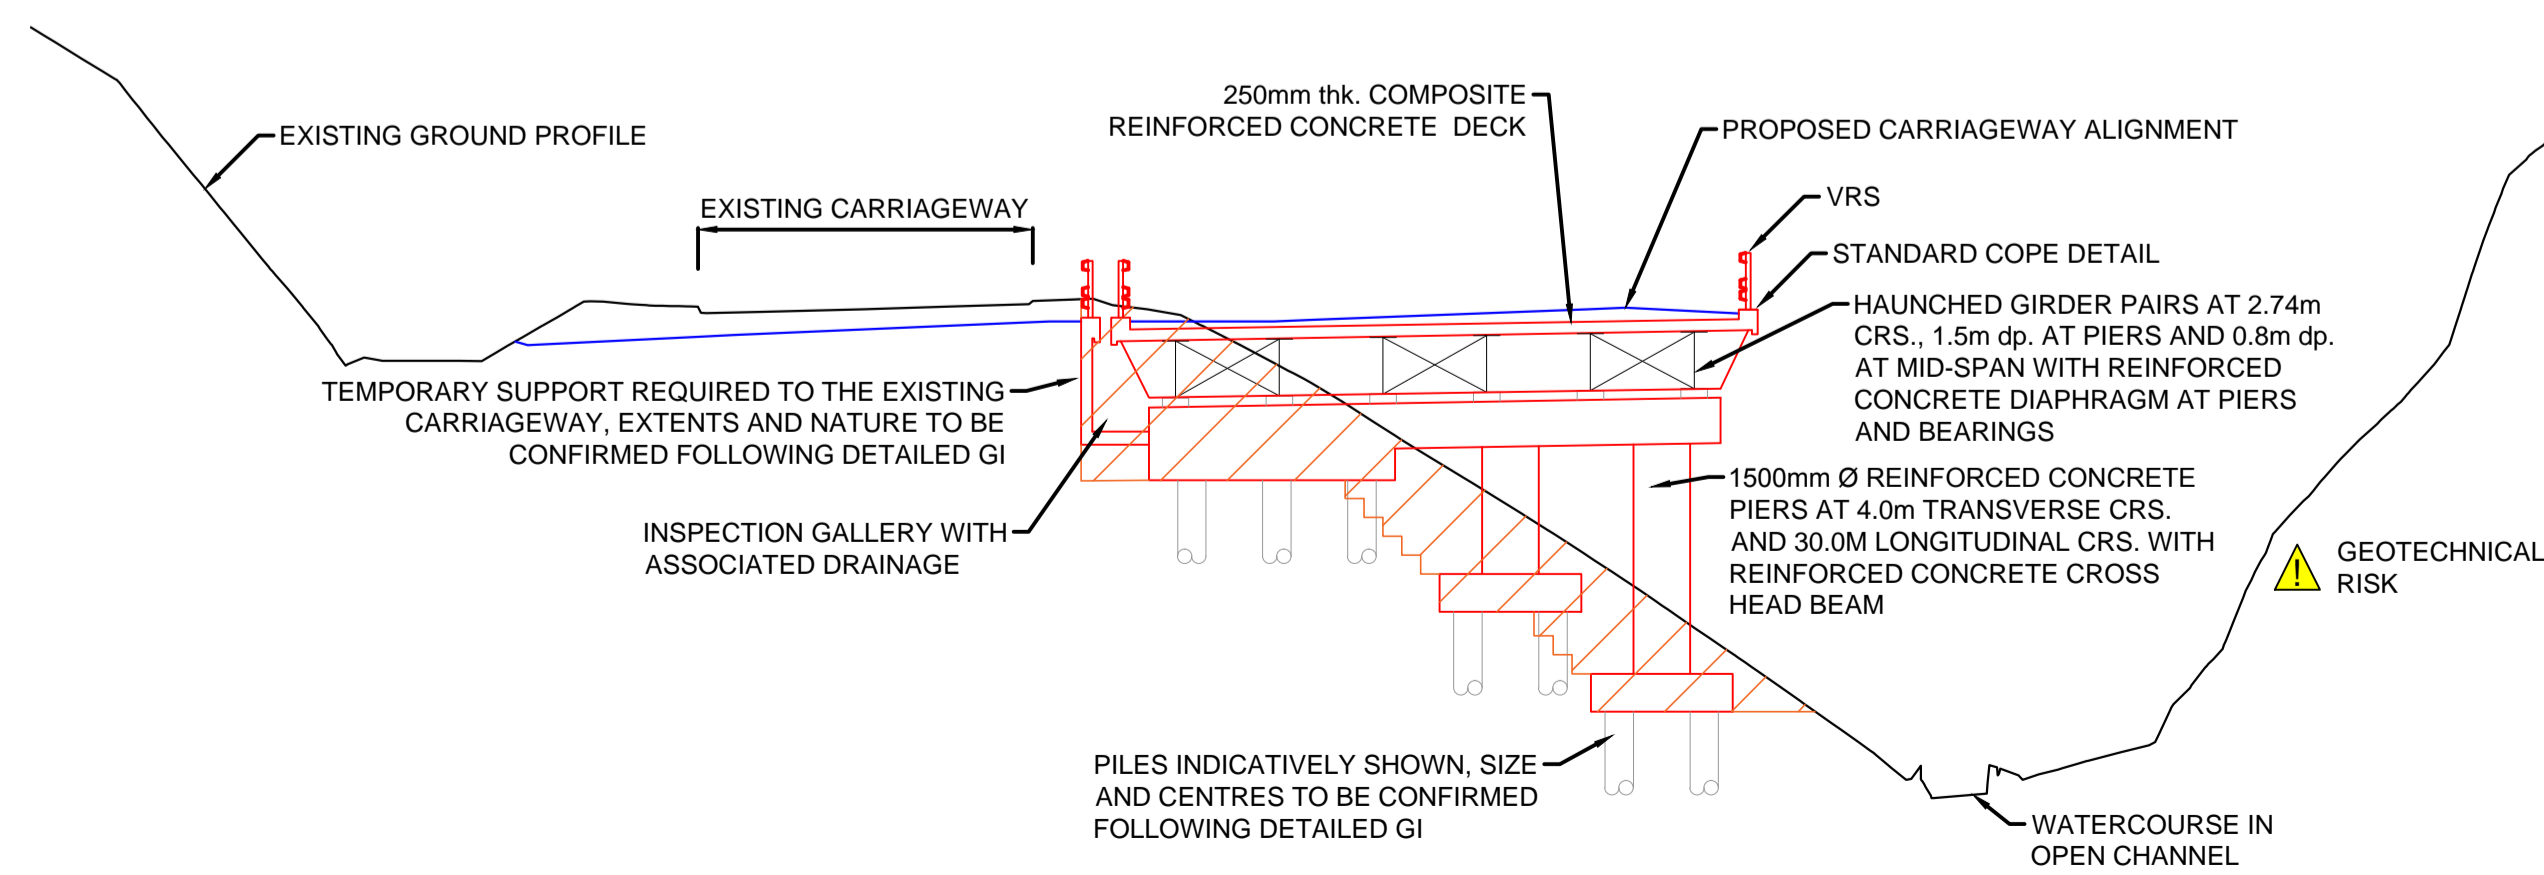 250mm thk. COMPOSITE
REINFORCED CONCRETE DECK
EXISTING GROUND PROFILE
PROPOSED CARRIAGEWAY ALIGNMENT
EXISTING CARRIAGEWAY
VRS
STANDARD COPE DETAIL
HAUNCHED GIRDER PAIRS AT 2.74m
CRS., 1.5m dp. AT PIERS AND 0.8m dp.
AT MID-SPAN WITH REINFORCED
CONCRETE DIAPHRAGM AT PIERS
AND BEARINGS
TEMPORARY SUPPORT REQUIRED TO THE EXISTING
CARRIAGEWAY, EXTENTS AND NATURE TO BE
CONFIRMED FOLLOWING DETAILED GI
1500mm Ø REINFORCED CONCRETE
PIERS AT 4.0m TRANSVERSE CRS.
AND 30.0M LONGITUDINAL CRS. WITH
REINFORCED CONCRETE CROSS
HEAD BEAM
INSPECTION GALLERY WITH
ASSOCIATED DRAINAGE
!
GEOTECHNICAL
RISK
PILES INDICATIVELY SHOWN, SIZE
AND CENTRES TO BE CONFIRMED
FOLLOWING DETAILED GI
WATERCOURSE IN
OPEN CHANNEL